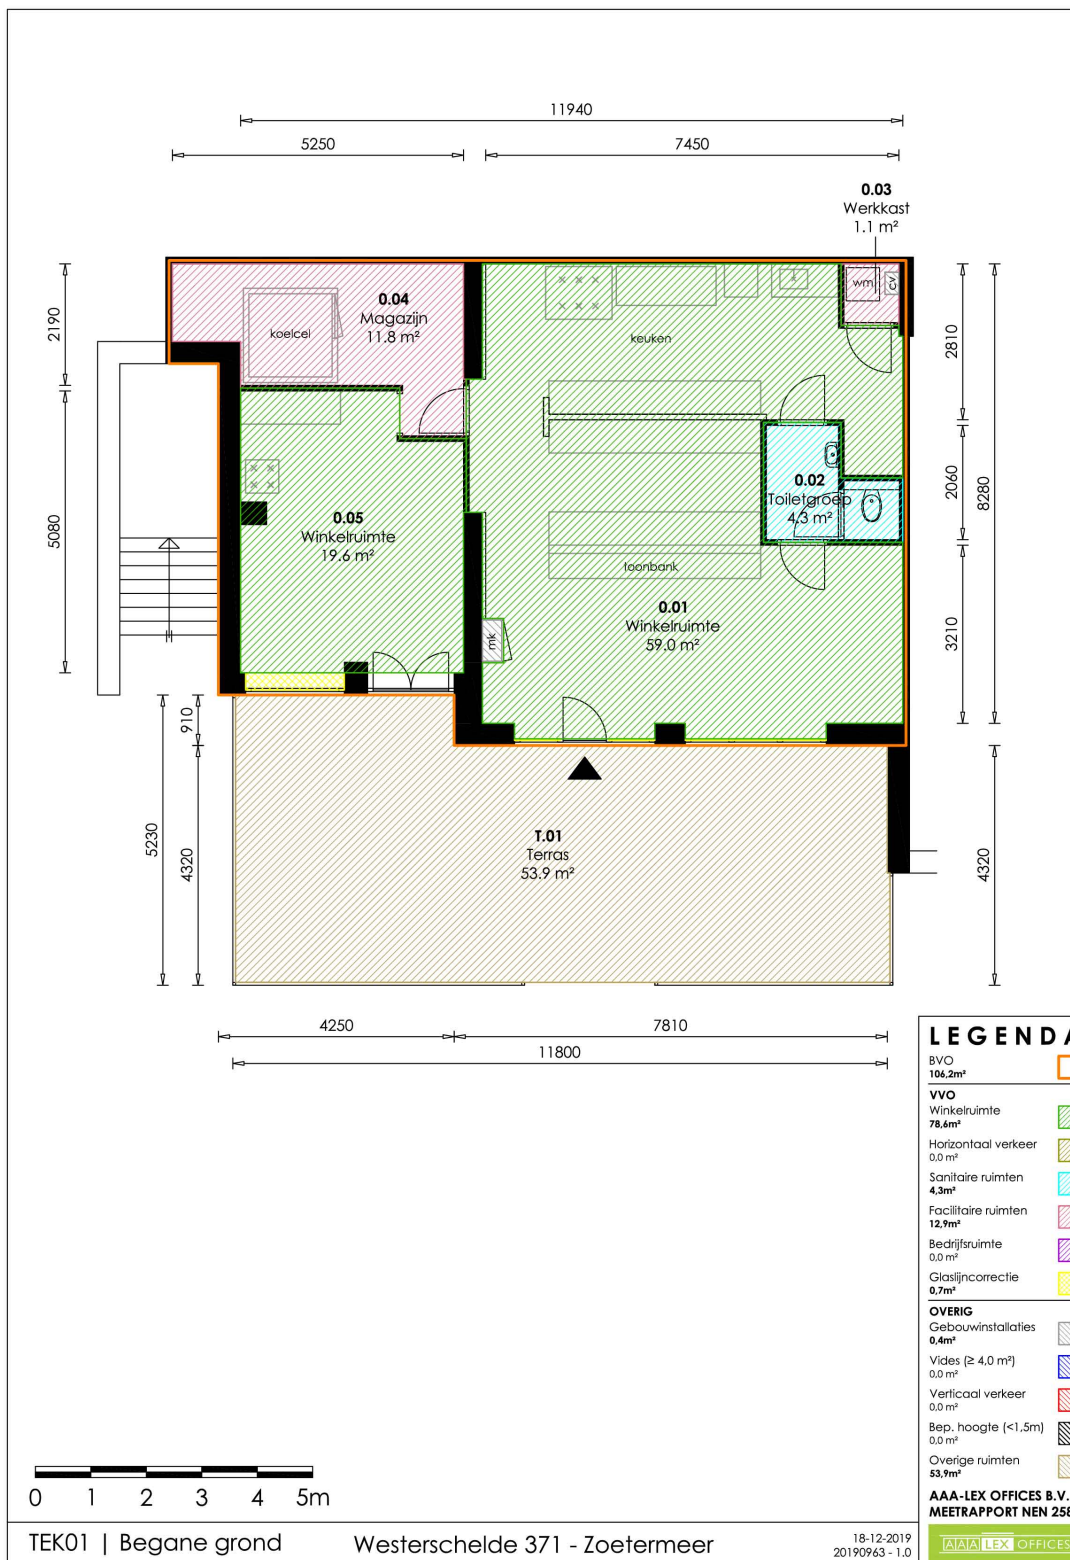 11940
5250
7450
0.03
Werkkast
1.1 m²
wm
cv
0.04
Magazijn
11.8 m²
koelcel
keuken
2190
2810
0.02
Toiletgroep
4.3 m²
2060
8280
5080
0.05
Winkelruimte
19.6 m²
toonbank
0.01
Winkelruimte
59.0 m²
mk
3210
910
5230
4320
T.01
Terras
53.9 m²
4320
4250
7810
11800
LEGENDA
BVO
106,2m²
VVO
Winkelruimte
78,6m²
Horizontaal verkeer
0,0 m²
Sanitaire ruimten
4,3m²
Facilitaire ruimten
12,9m²
Bedrijfsruimte
0,0 m²
Glaslijncorrectie
0,7m²
OVERIG
Gebouwinstallaties
0,4m²
Vides (≥ 4,0 m²)
0,0 m²
Verticaal verkeer
0,0 m²
Bep. hoogte (<1,5m)
0,0 m²
Overige ruimten
53,9m²
AAA-LEX OFFICES B.V.
MEETRAPPORT NEN 258
AAA LEX OFFICES
0 1 2 3 4 5m
TEK01 | Begane grond
Westerschelde 371 - Zoetermeer
18-12-2019
20190963 - 1.0